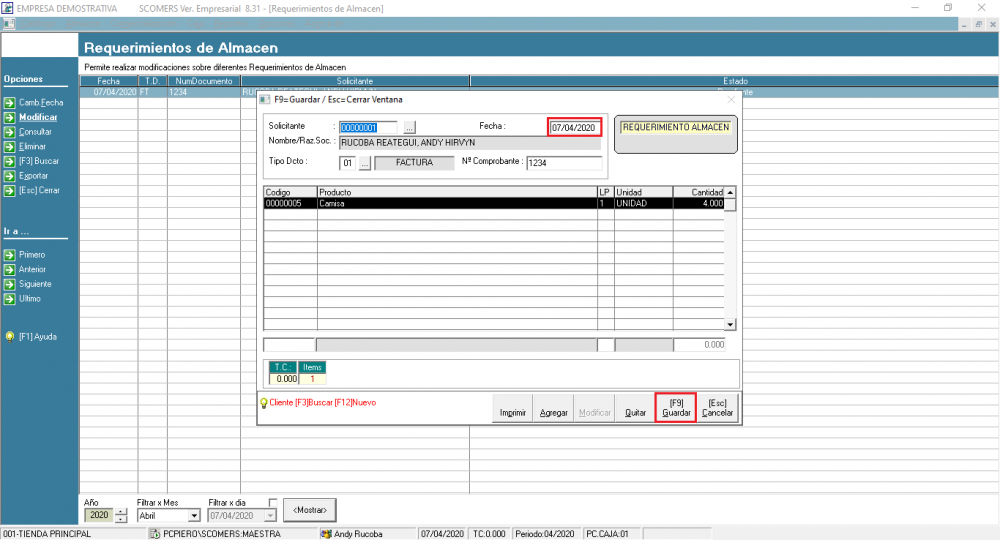 EMPRESA DEMOSTRATIVA SCOMERS Ver. Empresarial 8.31 - [Requerimientos de Almacen]
Requerimientos de Almacen
Permite realizar modificaciones sobre diferentes Requerimientos de Almacen
Opciones
Camb.Fecha
Modificar
Consultar
Eliminar
[F3] Buscar
Exportar
[Esc] Cerrar
Ir a ...
Primero
Anterior
Siguiente
Ultimo
[F1] Ayuda
Fecha T.D. NumDocumento Solicitante Estado
07/04/2020 FT 1234
F9=Guardar / Esc=Cerrar Ventana
Solicitante : 00000001 ... Fecha : 07/04/2020
REQUERIMIENTO ALMACEN
Nombre/Raz.Soc. : RUCOBA REATEGUI, ANDY HIRVYN
Tipo Dcto : 01 ... FACTURA Nº Comprobante : 1234
Codigo Producto LP Unidad Cantidad
00000005 Camisa 1 UNIDAD 4.000
0.000
T.C. Items
0.000 1
Cliente [F3]Buscar [F12]Nuevo
Imprimir Agregar Modificar Quitar [F9] Guardar [Esc] Cancelar
Año Filtrar x Mes Filtrar x dia
2020 Abril 07/04/2020 <Mostrar>
001-TIENDA PRINCIPAL PCPIERO\SCOMERS:MAESTRA Andy Rucoba 07/04/2020 TC:0.000 Periodo:04/2020 PC.CAJA:01